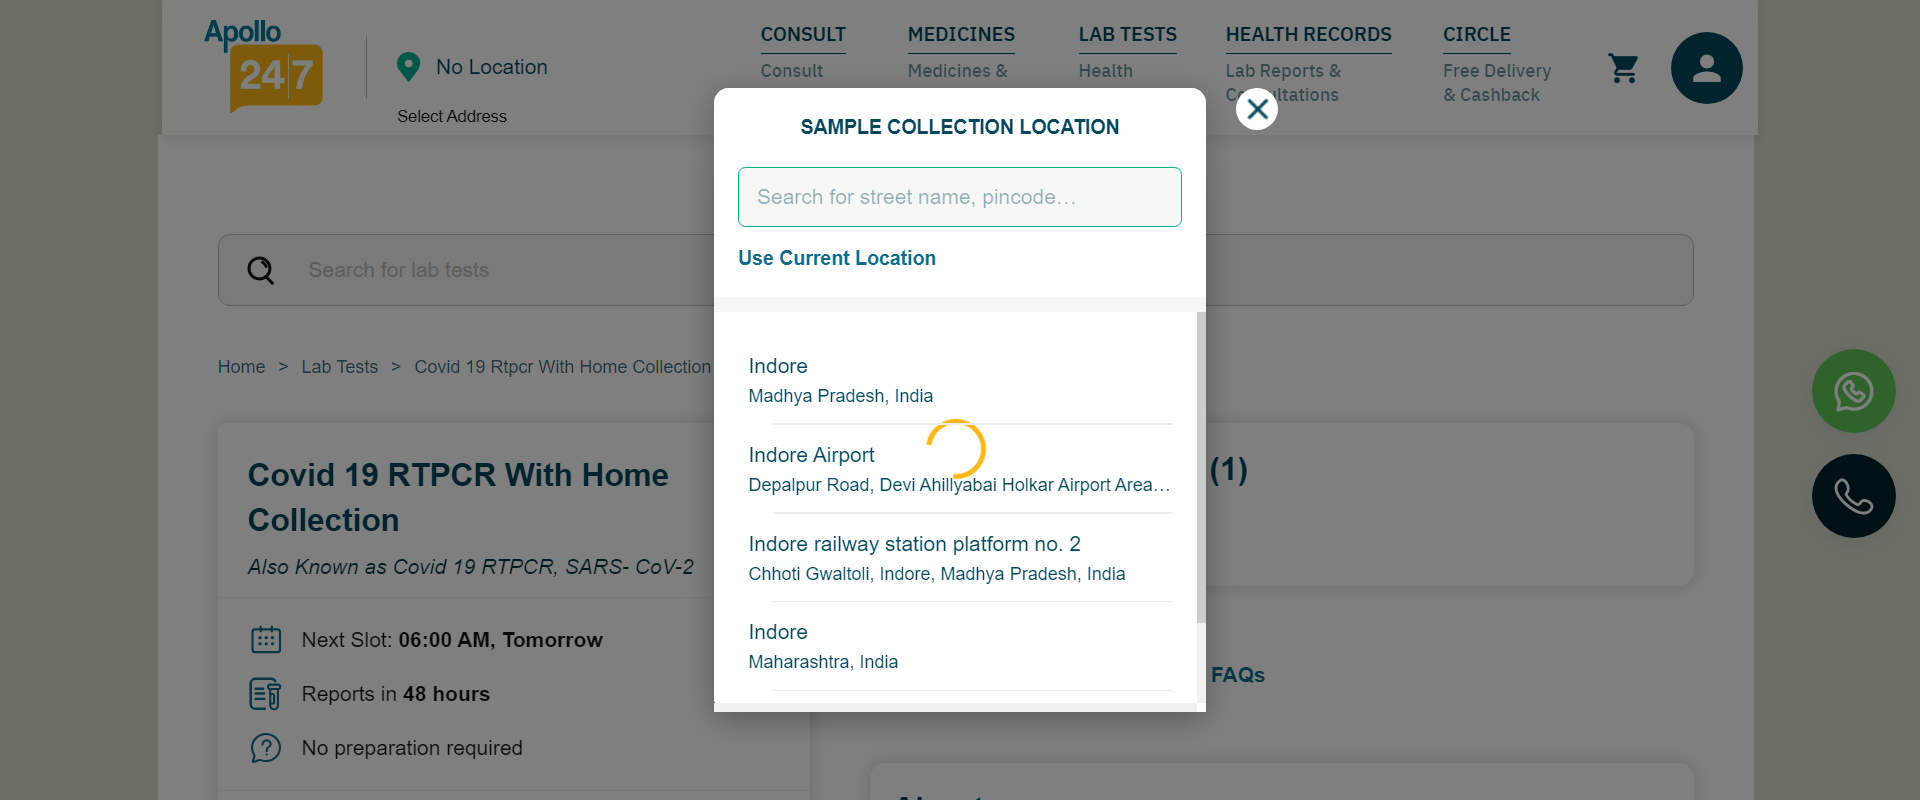 Apollo
24|7
No Location
Select Address
CONSULT
Consult
MEDICINES
Medicines &
LAB TESTS
Health
HEALTH RECORDS
Lab Reports &
CIRCLE
Free Delivery
& Cashback
SAMPLE COLLECTION LOCATION
Search for street name, pincode…
Use Current Location
Indore
Madhya Pradesh, India
Indore Airport
Depalpur Road, Devi Ahillyabai Holkar Airport Area…
Indore railway station platform no. 2
Chhoti Gwaltoli, Indore, Madhya Pradesh, India
Indore
Maharashtra, India
Search for lab tests
Home > Lab Tests > Covid 19 Rtpcr With Home Collection
Covid 19 RTPCR With Home
Collection
Also Known as Covid 19 RTPCR, SARS- CoV-2
Next Slot: 06:00 AM, Tomorrow
Reports in 48 hours
No preparation required
(1)
FAQs